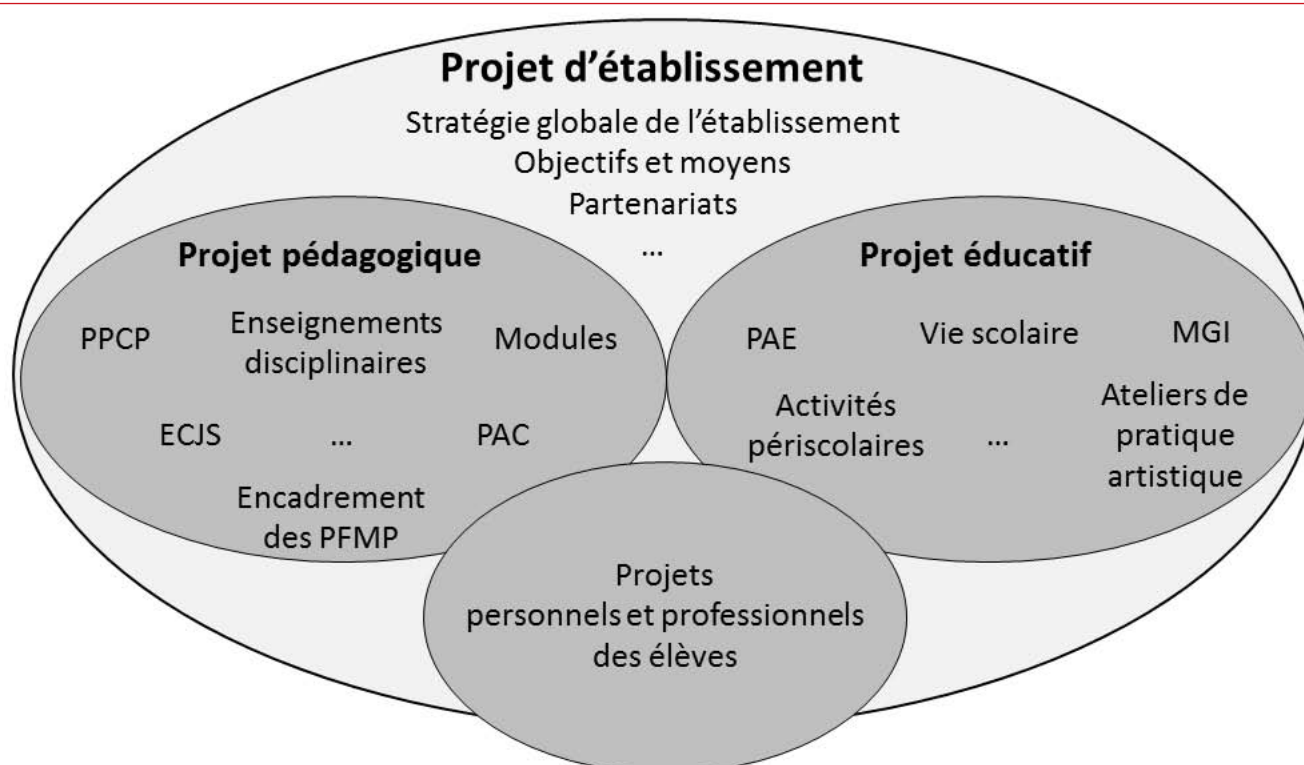 Projet d'établissement
Stratégie globale de l'établissement
Objectifs et moyens
Partenariats
...
Projet pédagogique
PPCP
Enseignements
disciplinaires
Modules
ECJS
...
PAC
Encadrement
des PFMP
Projet éducatif
PAE
Vie scolaire
MGI
Activités
périscolaires
...
Ateliers de
pratique
artistique
Projets
personnels et professionnels
des élèves